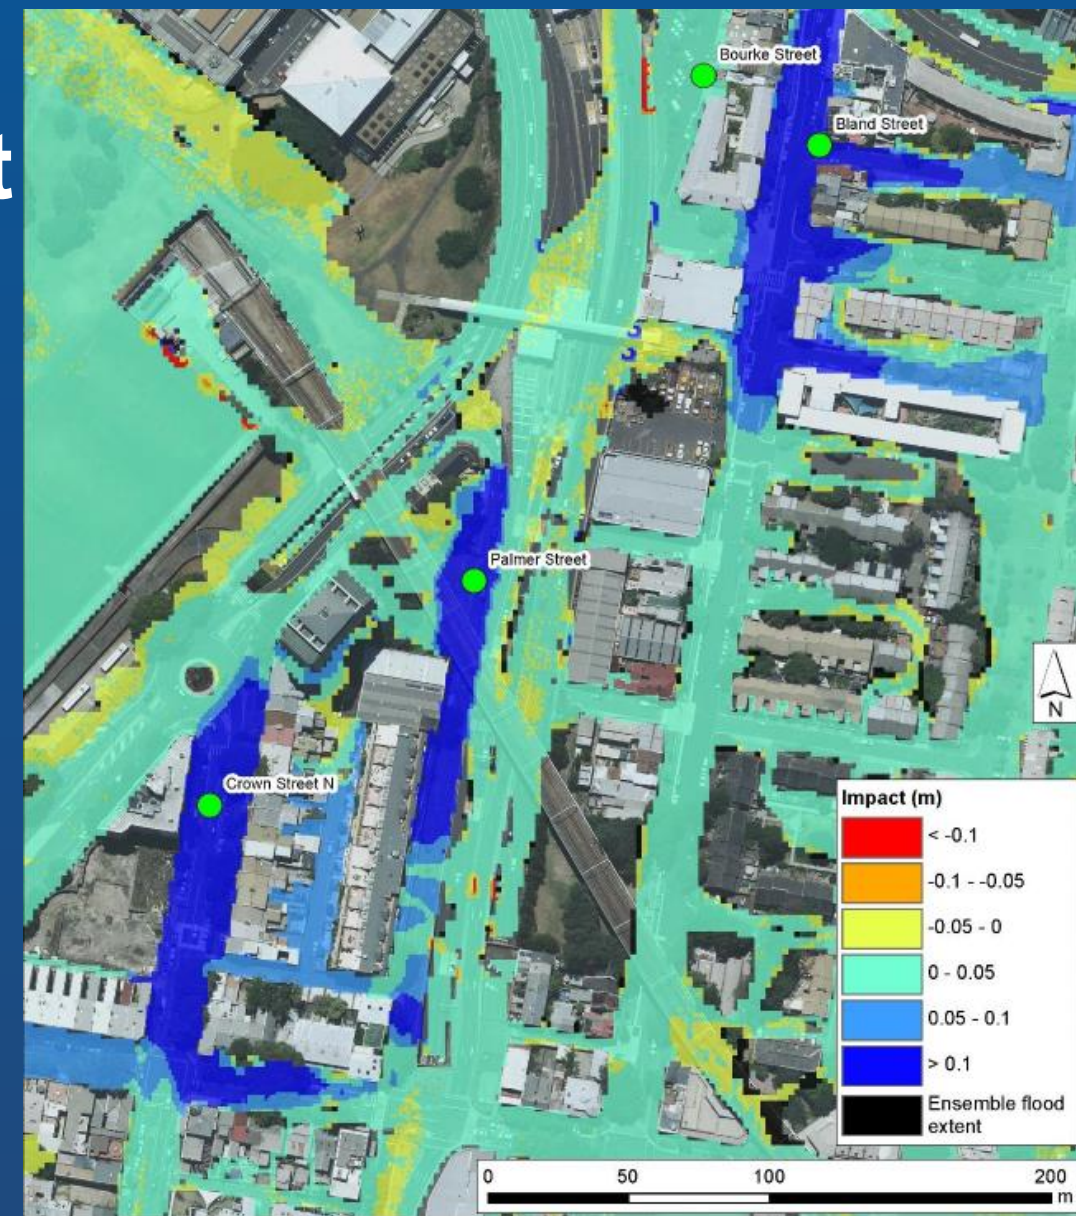 t
Bourke Street
Bland Street
Palmer Street
Crown Street N
N
Impact (m)
< -0.1
-0.1 - -0.05
-0.05 - 0
0 - 0.05
0.05 - 0.1
> 0.1
Ensemble flood
extent
0 50 100 200
m